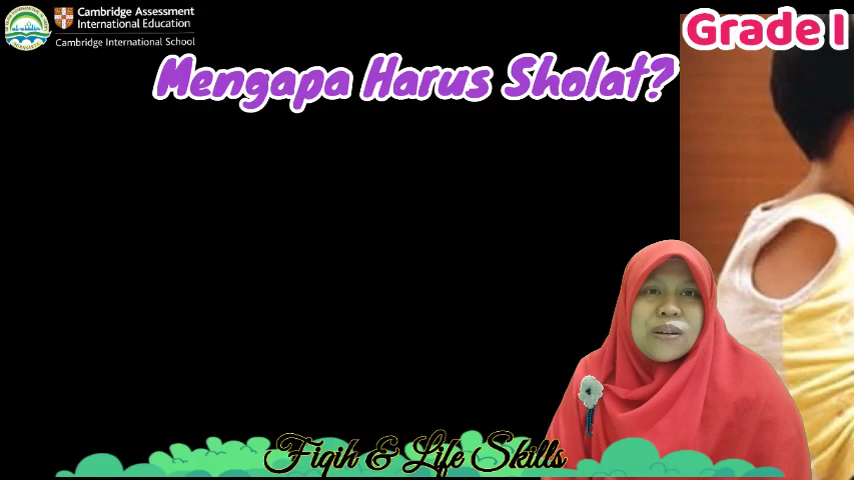 Cambridge Assessment
International Education
Cambridge International School
Grade I
Mengapa Harus Sholat?
Fiqih & Life Skills